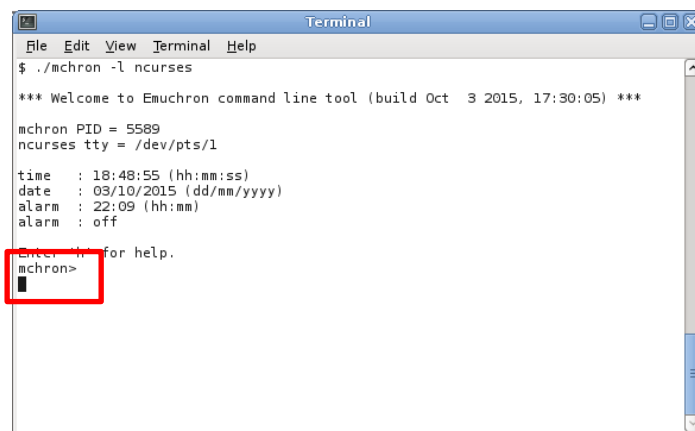 Terminal
File Edit View Terminal Help
$ ./mchron -l ncurses
*** Welcome to Emuchron command line tool (build Oct  3 2015, 17:30:05) ***
mchron PID = 5589
ncurses tty = /dev/pts/1
time   : 18:48:55 (hh:mm:ss)
date   : 03/10/2015 (dd/mm/yyyy)
alarm  : 22:09 (hh:mm)
alarm  : off
Enter 'h' for help.
mchron>